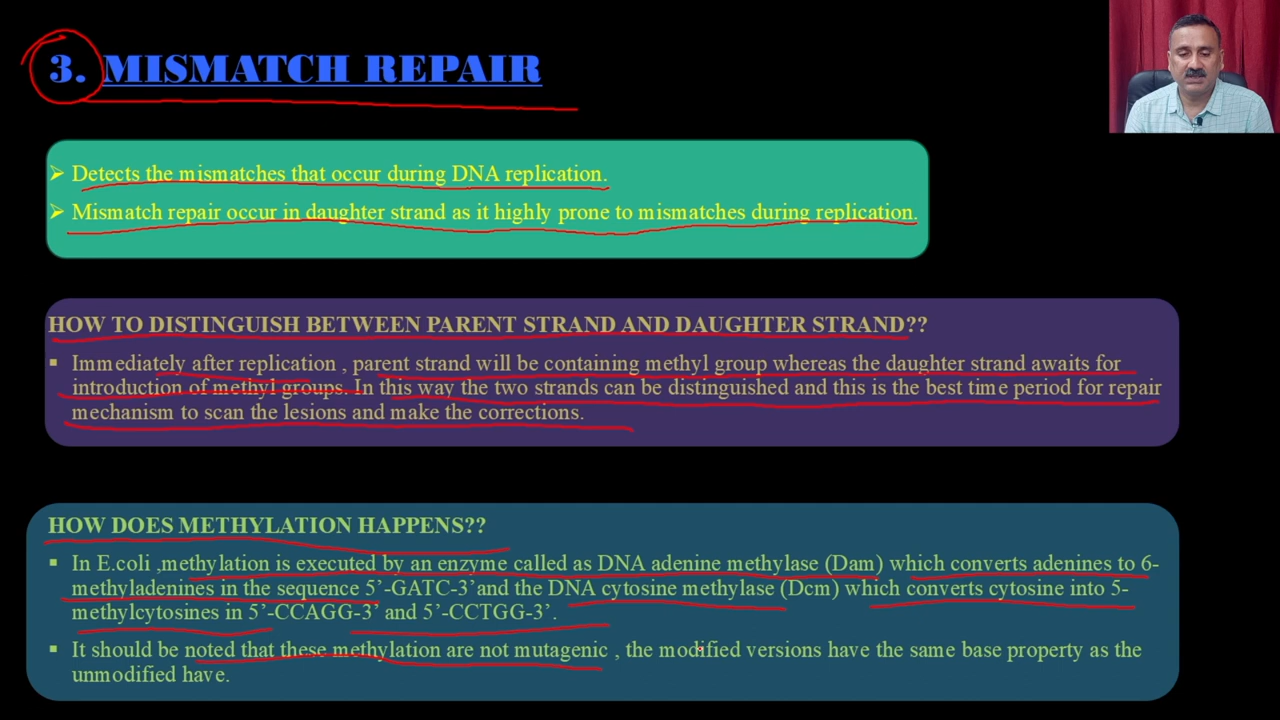 3. MISMATCH REPAIR
➢ Detects the mismatches that occur during DNA replication.
➢ Mismatch repair occur in daughter strand as it highly prone to mismatches during replication.
HOW TO DISTINGUISH BETWEEN PARENT STRAND AND DAUGHTER STRAND??
▪ Immediately after replication , parent strand will be containing methyl group whereas the daughter strand awaits for
introduction of methyl groups. In this way the two strands can be distinguished and this is the best time period for repair
mechanism to scan the lesions and make the corrections.
HOW DOES METHYLATION HAPPENS??
▪ In E.coli ,methylation is executed by an enzyme called as DNA adenine methylase (Dam) which converts adenines to 6-
methyladenines in the sequence 5’-GATC-3’and the DNA cytosine methylase (Dcm) which converts cytosine into 5-
methylcytosines in 5’-CCAGG-3’ and 5’-CCTGG-3’.
▪ It should be noted that these methylation are not mutagenic , the modified versions have the same base property as the
unmodified have.